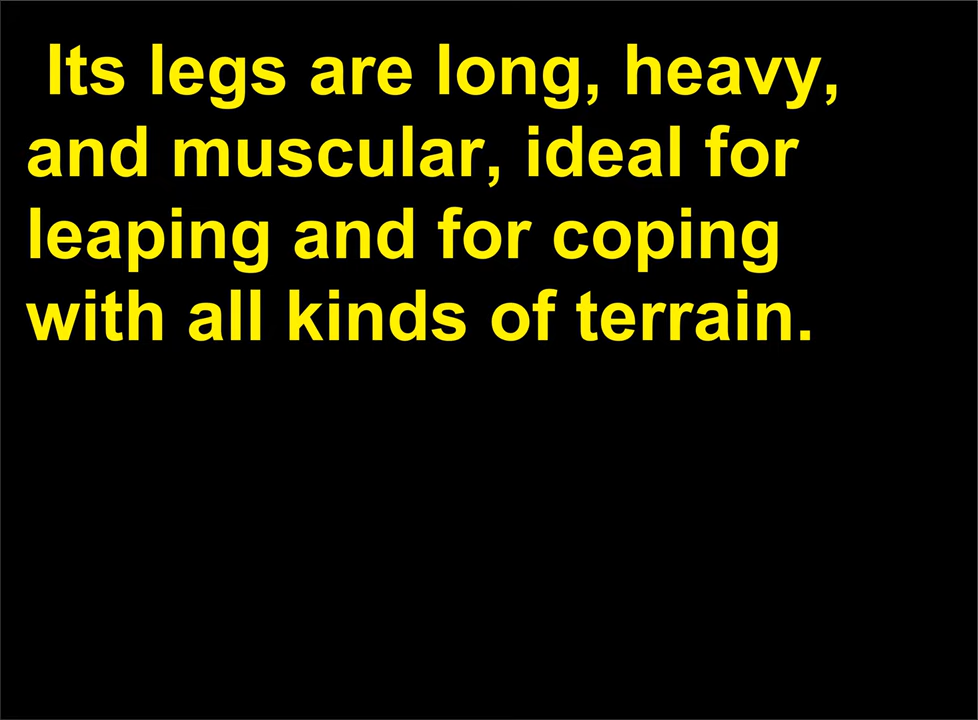 Its legs are long, heavy,
and muscular, ideal for
leaping and for coping
with all kinds of terrain.